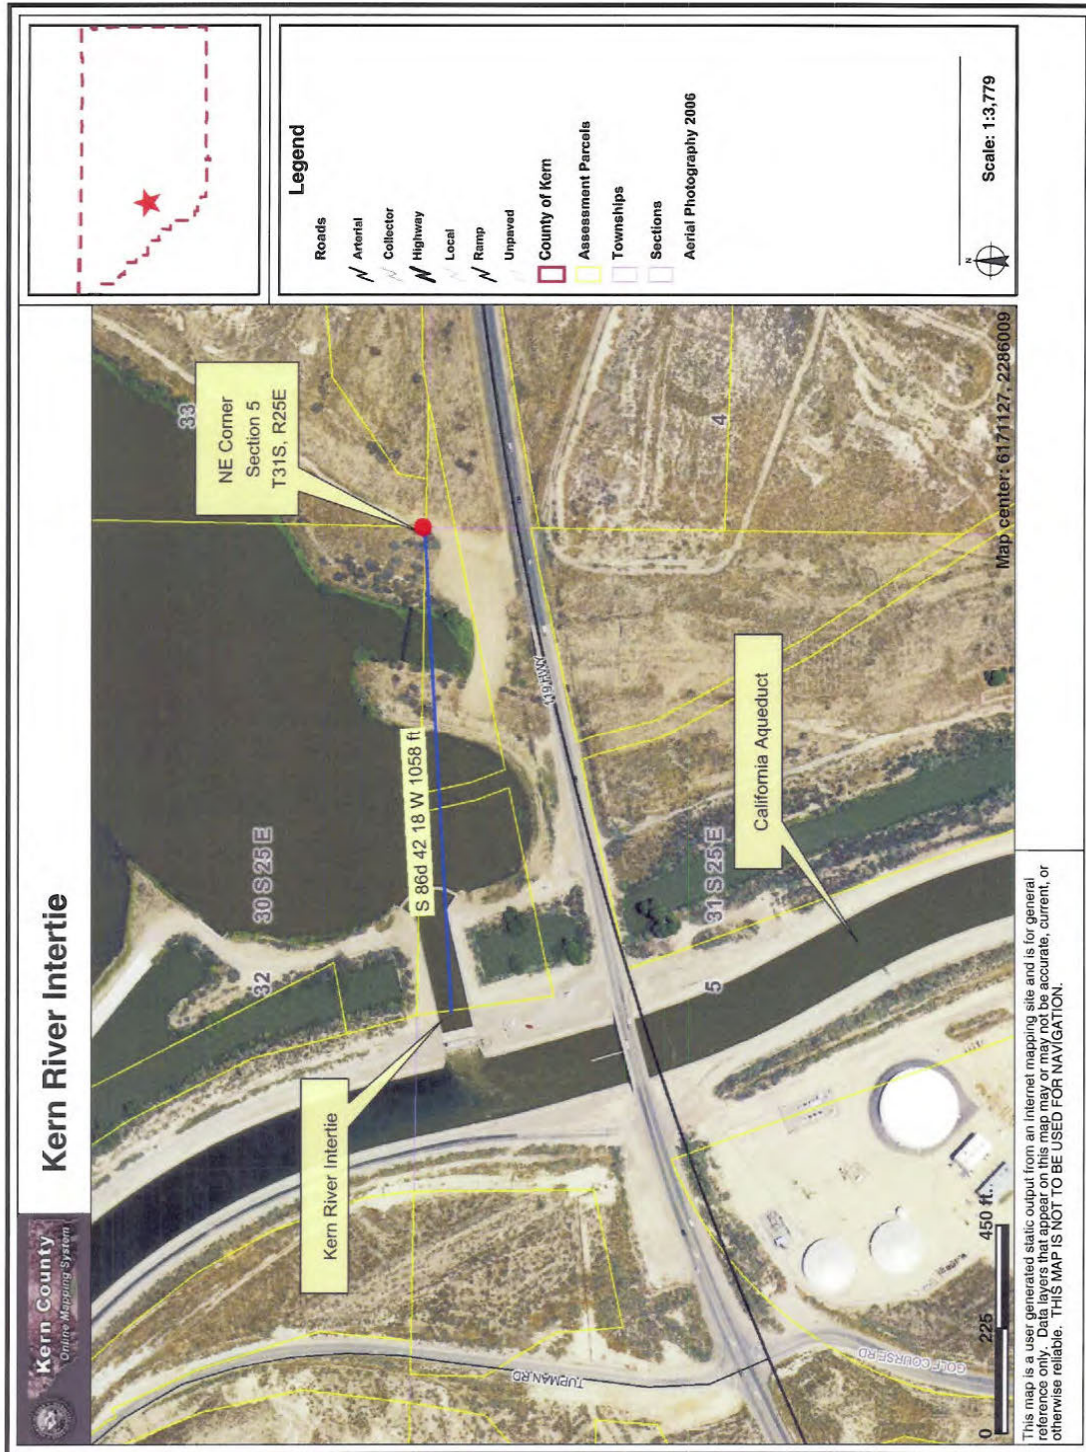 Kern County
Online Mapping System
Kern River Intertie
33
NE Corner
Section 5
T31S, R25E
30 S 25 E
32
S 86d 42 18 W 1058 ft
Kern River Intertie
119 HWY
4
31 S 25 E
5
California Aqueduct
TUPMAN RD
GOLF COURSE RD
0 225 450 ft.
Map center: 6171127, 2286009
Legend
Roads
Arterial
Collector
Highway
Local
Ramp
Unpaved
County of Kern
Assessment Parcels
Townships
Sections
Aerial Photography 2006
N
Scale: 1:3,779
This map is a user generated static output from an Internet mapping site and is for general
reference only. Data layers that appear on this map may or may not be accurate, current, or
otherwise reliable. THIS MAP IS NOT TO BE USED FOR NAVIGATION.